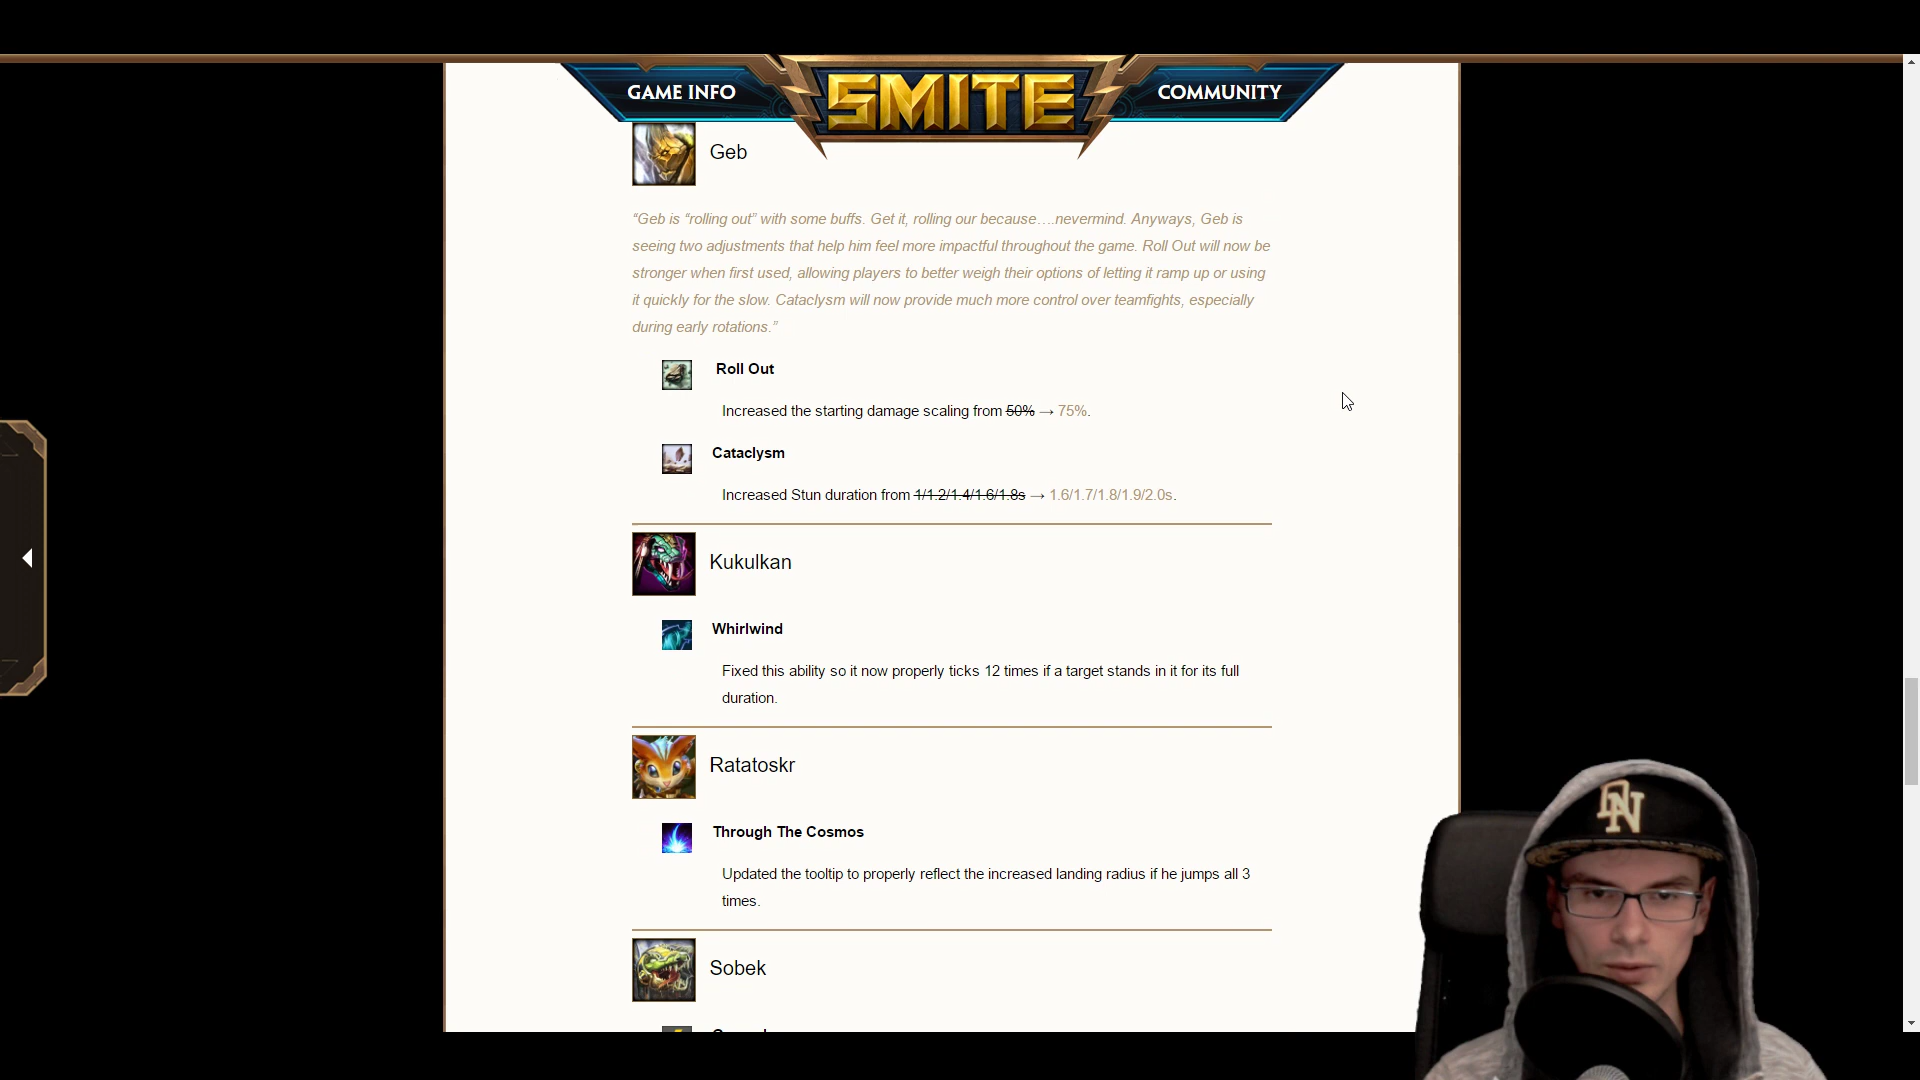 GAME INFO
SMITE
COMMUNITY
Geb
“Geb is “rolling out” with some buffs. Get it, rolling our because….nevermind. Anyways, Geb is
seeing two adjustments that help him feel more impactful throughout the game. Roll Out will now be
stronger when first used, allowing players to better weigh their options of letting it ramp up or using
it quickly for the slow. Cataclysm will now provide much more control over teamfights, especially
during early rotations.”
Roll Out
Increased the starting damage scaling from 50% → 75%.
Cataclysm
Increased Stun duration from 1/1.2/1.4/1.6/1.8s → 1.6/1.7/1.8/1.9/2.0s.
Kukulkan
Whirlwind
Fixed this ability so it now properly ticks 12 times if a target stands in it for its full
duration.
Ratatoskr
Through The Cosmos
Updated the tooltip to properly reflect the increased landing radius if he jumps all 3
times.
Sobek